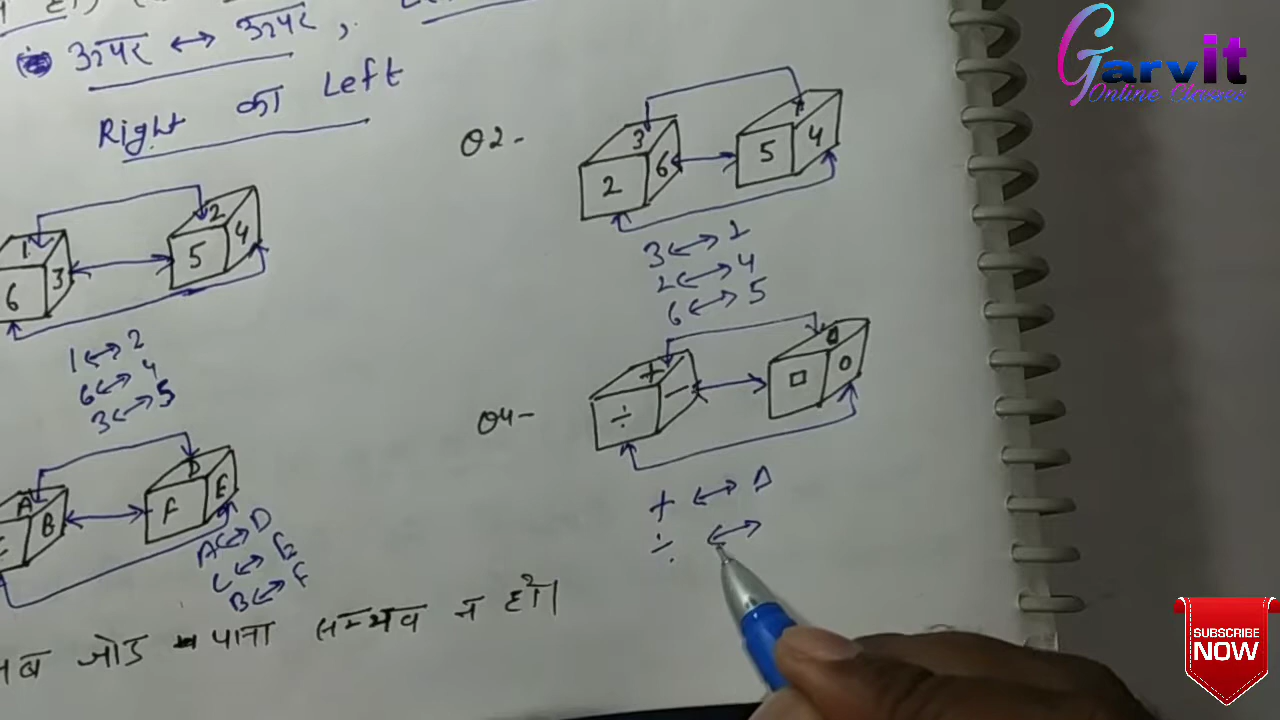 ऊपर ↔ ऊपर,
Right का Left
Q2-
3 1
2 6 5 4
3 ↔ 1
2 ↔ 4
6 ↔ 5
1 2
6 3 5 4
1 ↔ 2
6 ↔ 4
3 ↔ 5
Q4-
+ △
÷ − □ ○
+ ↔ △
÷ ↔
A D
C B F E
A ↔ D
C ↔ E
B ↔ F
जोड़ पाना सम्भव न हो।
Garvit
Online Classes
SUBSCRIBE
NOW